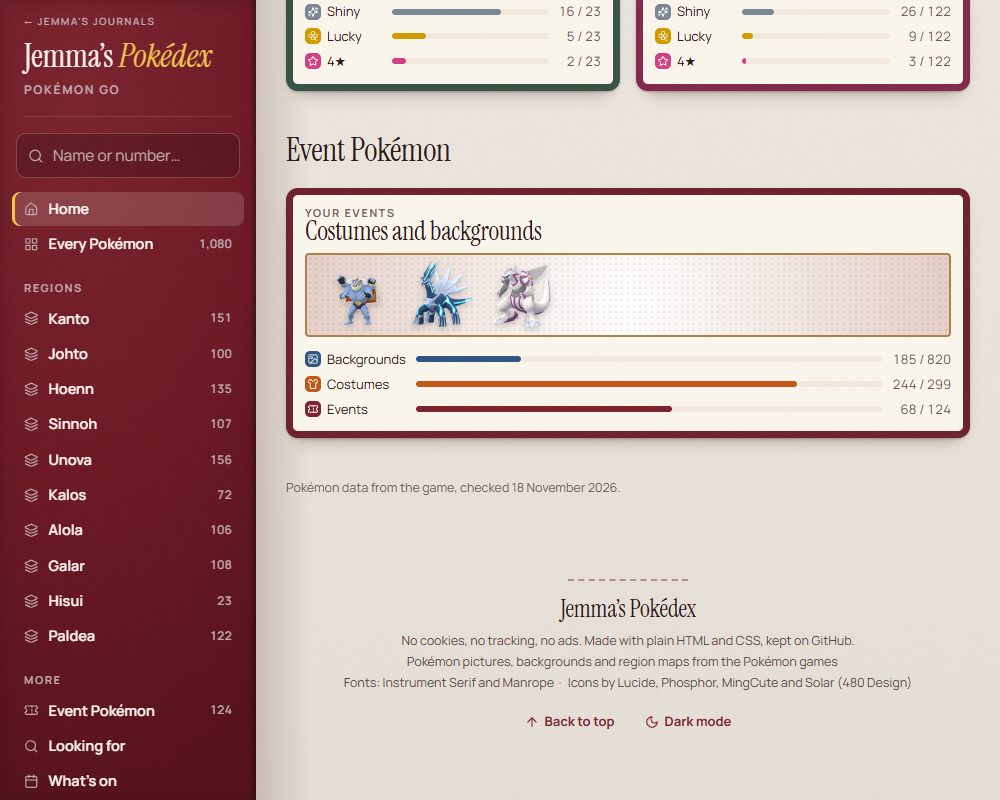 ← JEMMA'S JOURNALS
Jemma's Pokédex
POKÉMON GO
Name or number...
Home
Every Pokémon 1,080
REGIONS
Kanto 151
Johto 100
Hoenn 135
Sinnoh 107
Unova 156
Kalos 72
Alola 106
Galar 108
Hisui 23
Paldea 122
MORE
Event Pokémon 124
Looking for
What's on
Shiny 16 / 23
Lucky 5 / 23
4★ 2 / 23
Shiny 26 / 122
Lucky 9 / 122
4★ 3 / 122
Event Pokémon
YOUR EVENTS
Costumes and backgrounds
Backgrounds 185 / 820
Costumes 244 / 299
Events 68 / 124
Pokémon data from the game, checked 18 November 2026.
Jemma's Pokédex
No cookies, no tracking, no ads. Made with plain HTML and CSS, kept on GitHub.
Pokémon pictures, backgrounds and region maps from the Pokémon games
Fonts: Instrument Serif and Manrope · Icons by Lucide, Phosphor, MingCute and Solar (480 Design)
↑ Back to top Dark mode